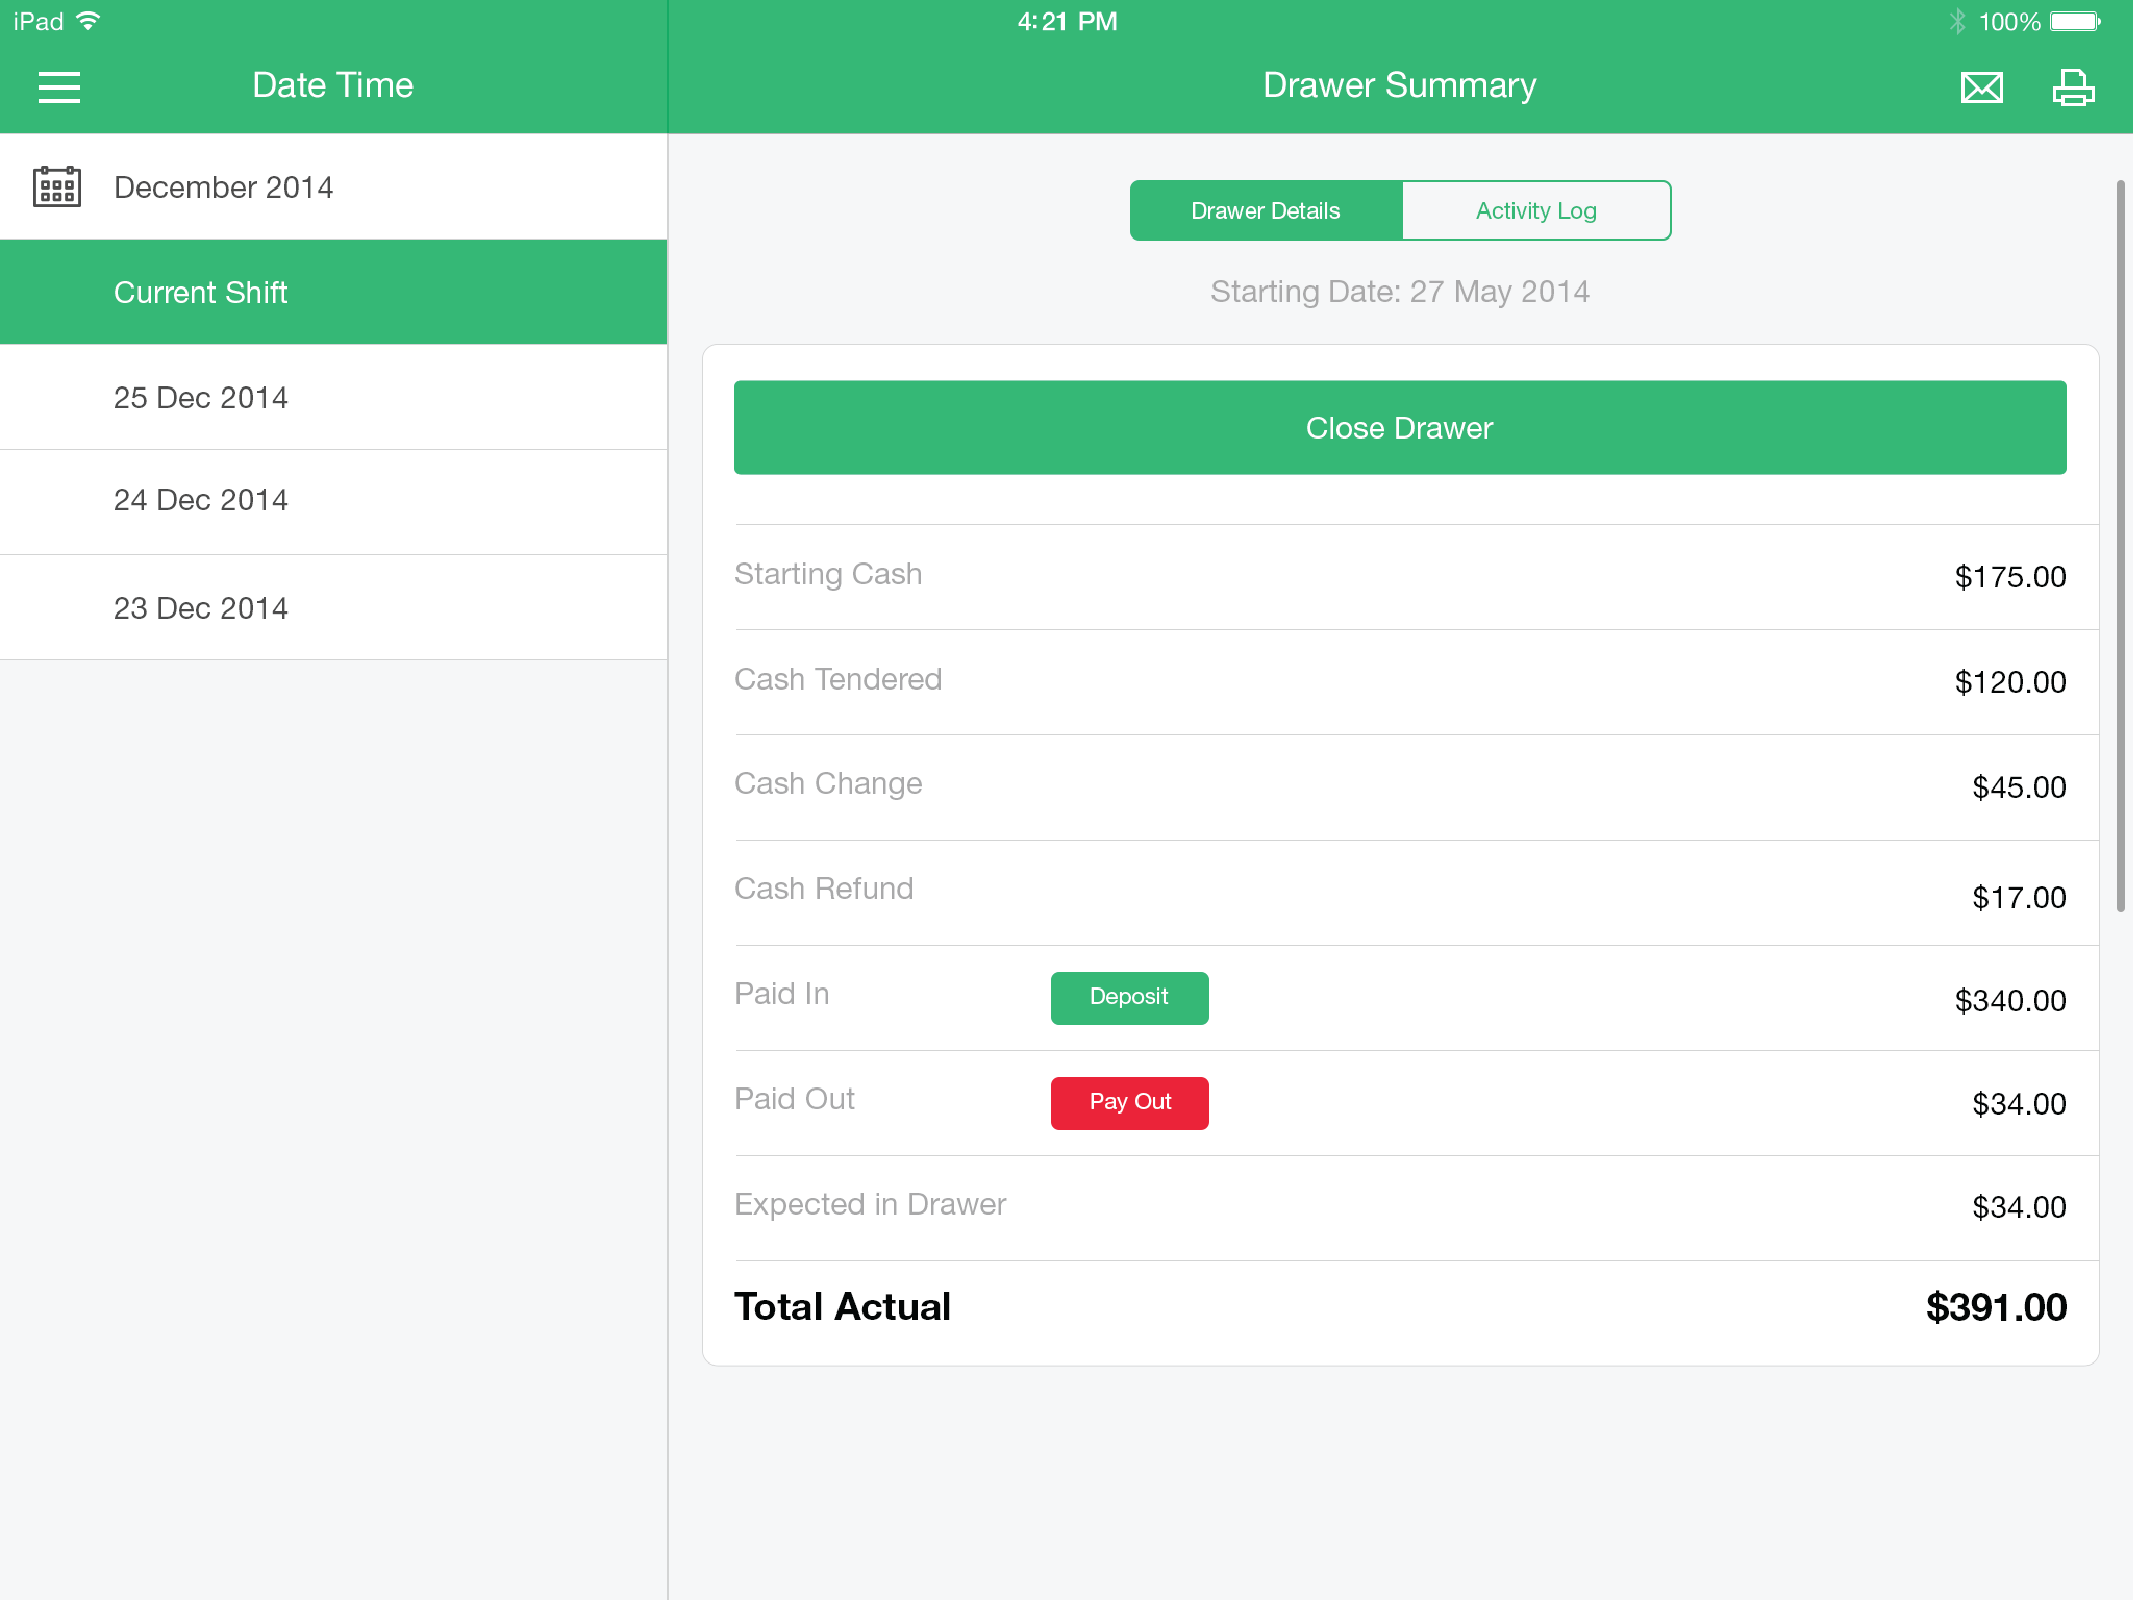 iPad
4:21 PM
100%
Date Time
Drawer Summary
December 2014
Current Shift
25 Dec 2014
24 Dec 2014
23 Dec 2014
Drawer Details
Activity Log
Starting Date: 27 May 2014
Close Drawer
Starting Cash $175.00
Cash Tendered $120.00
Cash Change $45.00
Cash Refund $17.00
Paid In Deposit $340.00
Paid Out Pay Out $34.00
Expected in Drawer $34.00
Total Actual $391.00